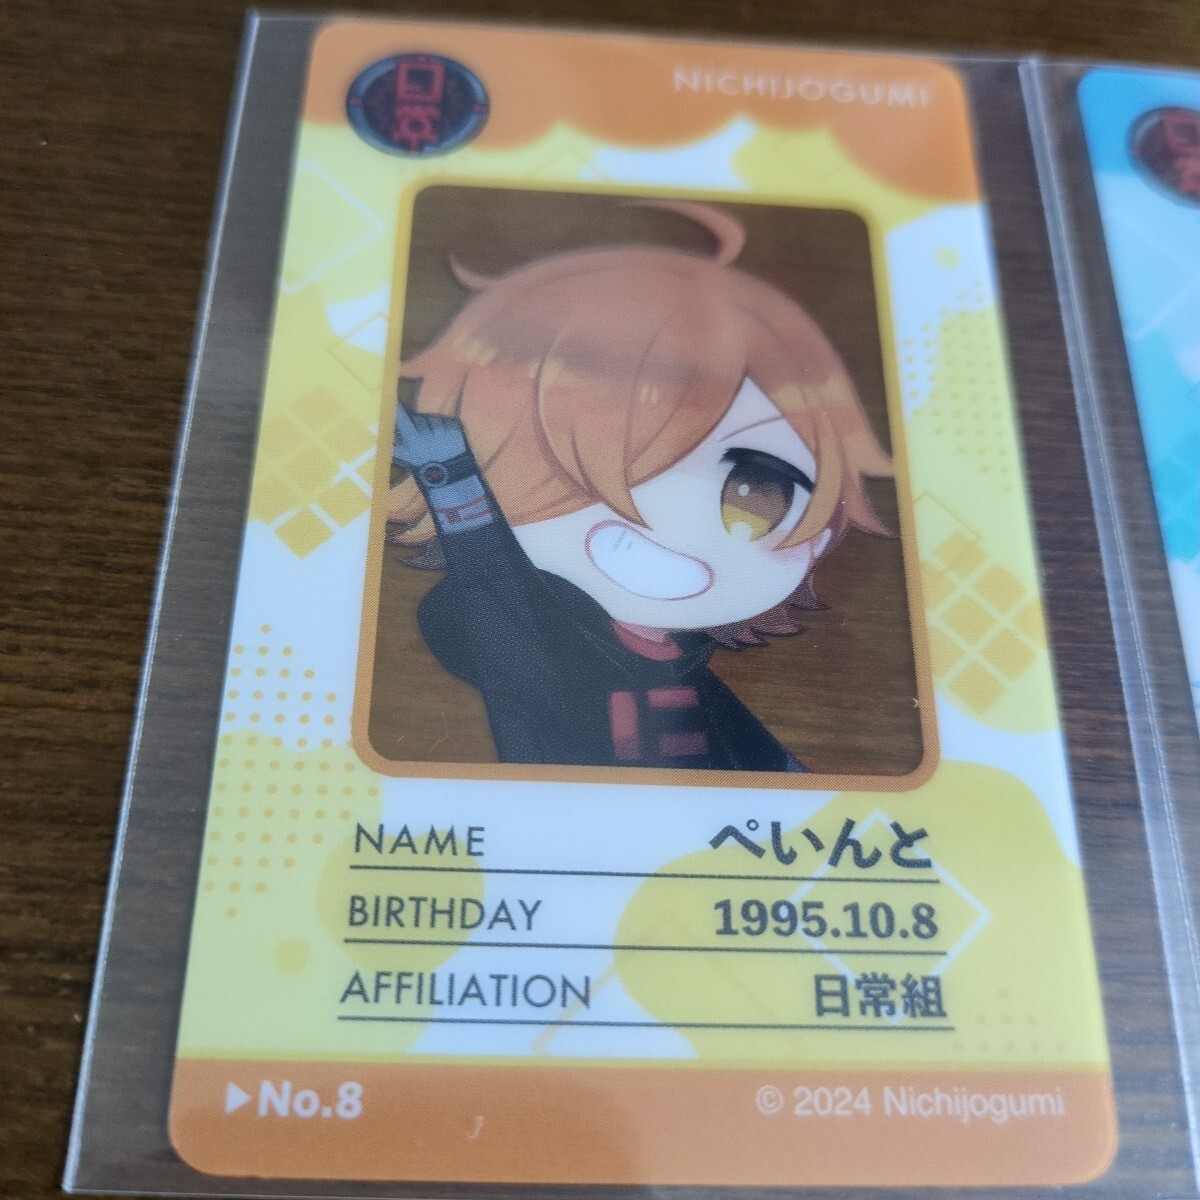 NICHIJOGUMI
NAME ぺいんと
BIRTHDAY 1995.10.8
AFFILIATION 日常組
▶No.8
© 2024 Nichijogumi